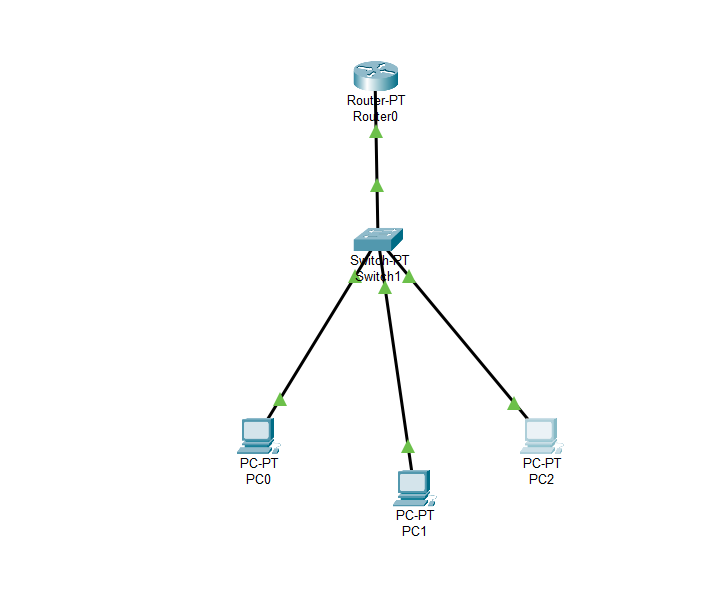 Router-PT
Router0
Switch-PT
Switch1
PC-PT
PC0
PC-PT
PC1
PC-PT
PC2